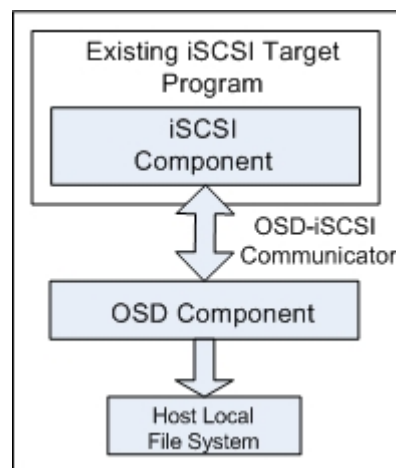 Existing iSCSI Target
Program
iSCSI
Component
OSD-iSCSI
Communicator
OSD Component
Host Local
File System